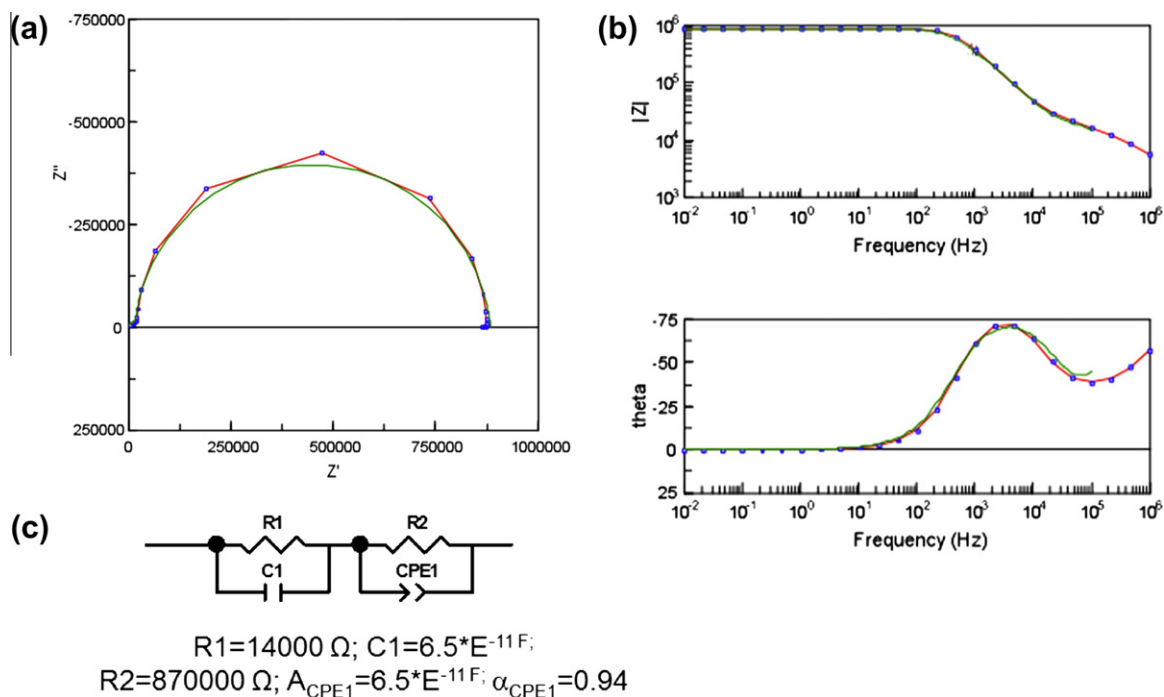 (a)
-750000
-500000
-250000
0
250000
Z''
0 250000 500000 750000 1000000
Z'
(b)
10^6
10^5
10^4
10^3
|Z|
10^-2 10^-1 10^0 10^1 10^2 10^3 10^4 10^5 10^6
Frequency (Hz)
-75
-50
-25
0
25
theta
10^-2 10^-1 10^0 10^1 10^2 10^3 10^4 10^5 10^6
Frequency (Hz)
(c)
R1 R2
C1 CPE1
R1=14000 Ω; C1=6.5*E^-11 F;
R2=870000 Ω; A_CPE1=6.5*E^-11 F; α_CPE1=0.94